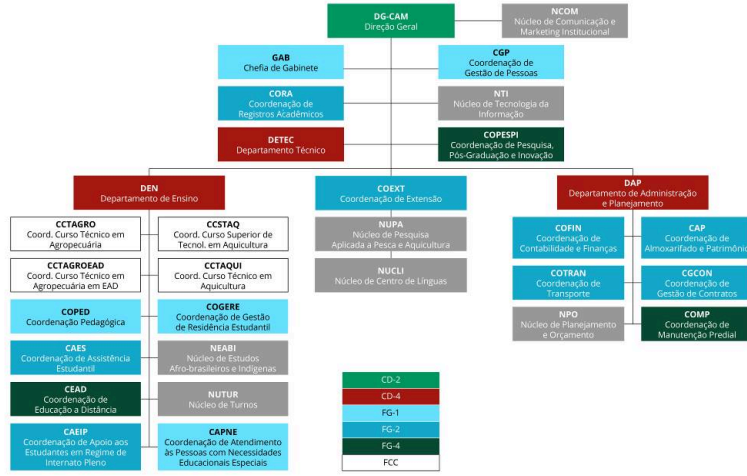 DG-CAM
Direção Geral
NCOM
Núcleo de Comunicação e
Marketing Institucional
GAB
Chefia de Gabinete
CGP
Coordenação de
Gestão de Pessoas
CORA
Coordenação de
Registros Acadêmicos
NTI
Núcleo de Tecnologia da
Informação
DETEC
Departamento Técnico
COPESPI
Coordenação de Pesquisa,
Pós-Graduação e Inovação
DEN
Departamento de Ensino
COEXT
Coordenação de Extensão
DAP
Departamento de Administração
e Planejamento
CCTAGRO
Coord. Curso Técnico em
Agropecuária
CCSTAQ
Coord. Curso Superior de
Tecnol. em Aquicultura
CCTAGROEAD
Coord. Curso Técnico em
Agropecuária em EAD
CCTAQUI
Coord. Curso Técnico em
Aquicultura
COPED
Coordenação Pedagógica
COGERE
Coordenação de Gestão
de Residência Estudantil
CAES
Coordenação de Assistência
Estudantil
NEABI
Núcleo de Estudos
Afro-brasileiros e Indígenas
CEAD
Coordenação de
Educação a Distância
NUTUR
Núcleo de Turnos
CAEIP
Coordenação de Apoio aos
Estudantes em Regime de
Internato Pleno
CAPNE
Coordenação de Atendimento
às Pessoas com Necessidades
Educacionais Especiais
NUPA
Núcleo de Pesquisa
Aplicada a Pesca e Aquicultura
NUCLI
Núcleo de Centro de Línguas
COFIN
Coordenação de
Contabilidade e Finanças
CAP
Coordenação de
Almoxarifado e Patrimônio
COTRAN
Coordenação de
Transporte
CGCON
Coordenação de
Gestão de Contratos
NPO
Núcleo de Planejamento
e Orçamento
COMP
Coordenação de
Manutenção Predial
CD-2
CD-4
FG-1
FG-2
FG-4
FCC